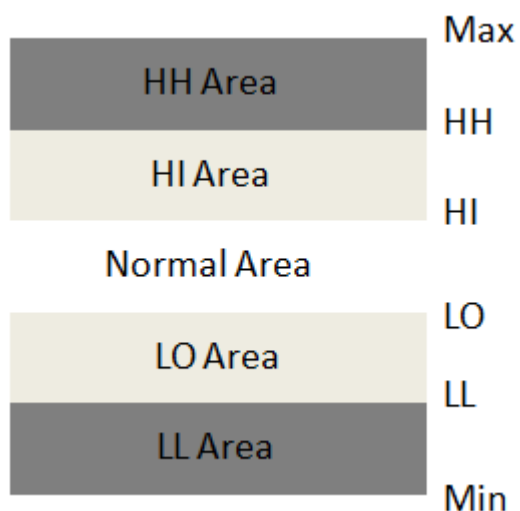 Max
HH Area
HH
HI Area
HI
Normal Area
LO
LO Area
LL
LL Area
Min